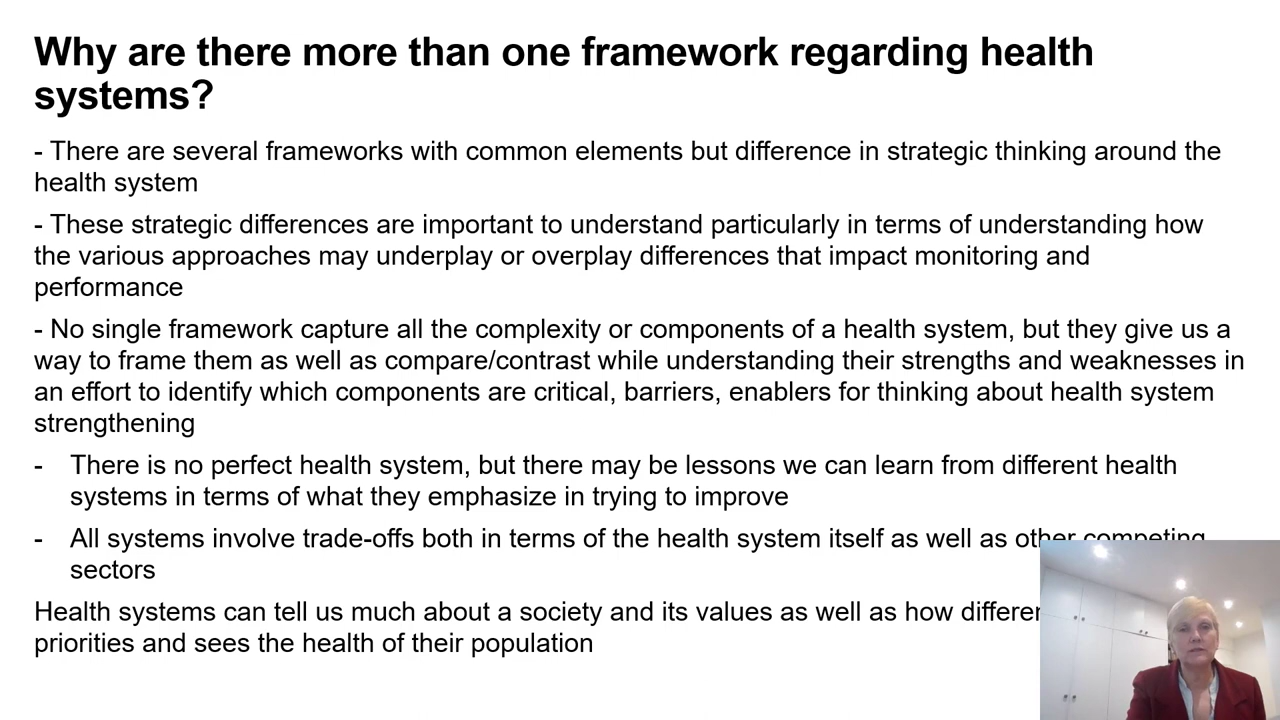 Why are there more than one framework regarding health
systems?
- There are several frameworks with common elements but difference in strategic thinking around the
health system
- These strategic differences are important to understand particularly in terms of understanding how
the various approaches may underplay or overplay differences that impact monitoring and
performance
- No single framework capture all the complexity or components of a health system, but they give us a
way to frame them as well as compare/contrast while understanding their strengths and weaknesses in
an effort to identify which components are critical, barriers, enablers for thinking about health system
strengthening
- There is no perfect health system, but there may be lessons we can learn from different health
systems in terms of what they emphasize in trying to improve
- All systems involve trade-offs both in terms of the health system itself as well as other competing
sectors
Health systems can tell us much about a society and its values as well as how
priorities and sees the health of their population